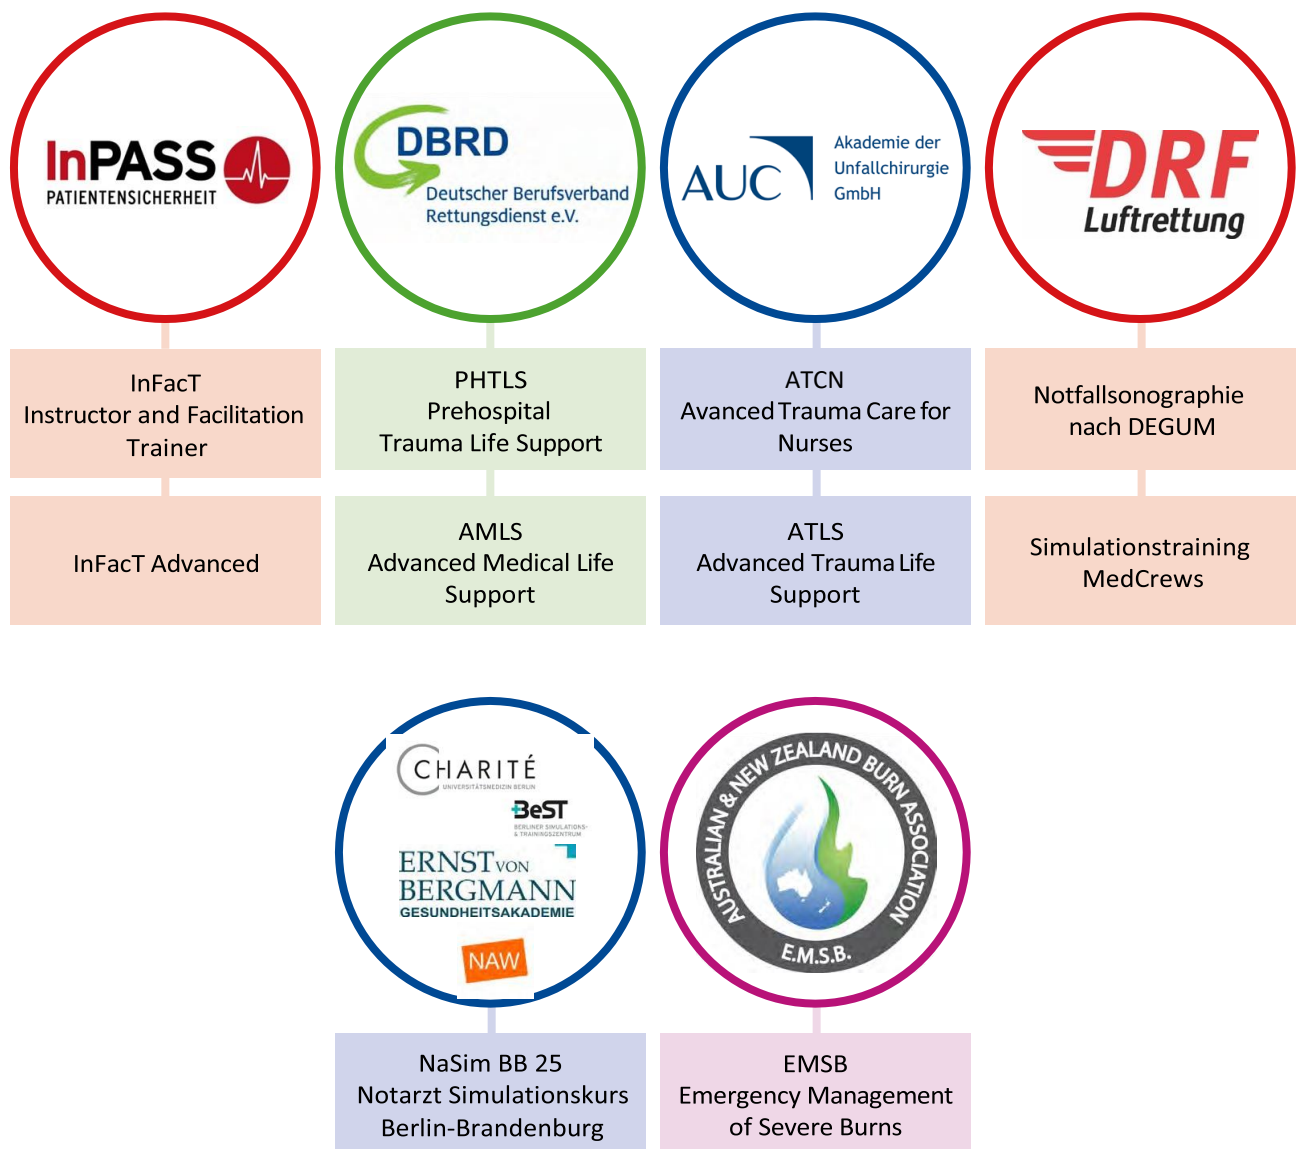 InPASS
PATIENTENSICHERHEIT
InFacT
Instructor and Facilitation
Trainer
InFacT Advanced
DBRD
Deutscher Berufsverband
Rettungsdienst e.V.
PHTLS
Prehospital
Trauma Life Support
AMLS
Advanced Medical Life
Support
AUC
Akademie der
Unfallchirurgie
GmbH
ATCN
Avanced Trauma Care for
Nurses
ATLS
Advanced Trauma Life
Support
DRF
Luftrettung
Notfallsonographie
nach DEGUM
Simulationstraining
MedCrews
CHARITÉ
UNIVERSITÄTSMEDIZIN BERLIN
BeST
BERLINER SIMULATIONS-
& TRAININGSZENTRUM
ERNST VON
BERGMANN
GESUNDHEITSAKADEMIE
NAW
NaSim BB 25
Notarzt Simulationskurs
Berlin-Brandenburg
AUSTRALIAN & NEW ZEALAND BURN ASSOCIATION
E.M.S.B.
EMSB
Emergency Management
of Severe Burns